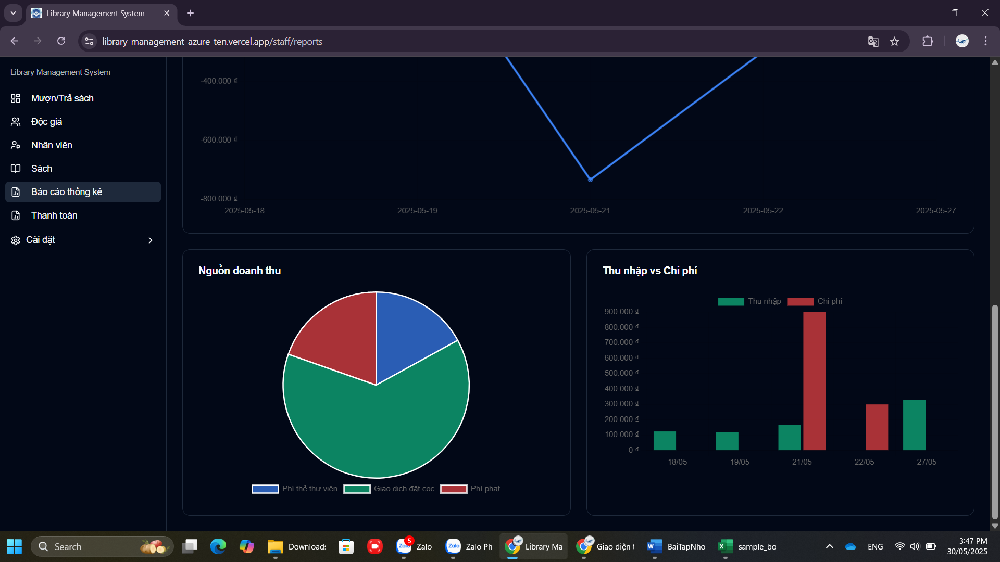 Library Management System
library-management-azure-ten.vercel.app/staff/reports
Library Management System
Mượn/Trả sách
Độc giả
Nhân viên
Sách
Báo cáo thống kê
Thanh toán
Cài đặt
-400.000 ₫
-600.000 ₫
-800.000 ₫
2025-05-18 2025-05-19 2025-05-21 2025-05-22 2025-05-27
Nguồn doanh thu
Phí thẻ thư viện Giao dịch đặt cọc Phí phạt
Thu nhập vs Chi phí
Thu nhập Chi phí
900.000 ₫
800.000 ₫
700.000 ₫
600.000 ₫
500.000 ₫
400.000 ₫
300.000 ₫
200.000 ₫
100.000 ₫
0 ₫
18/05 19/05 21/05 22/05 27/05
Search
Downloads
5
Zalo
Zalo
Zalo
Zalo Ph
Library Ma
Giao diện t
BaiTapNho
sample_bo
ENG
3:47 PM
30/05/2025